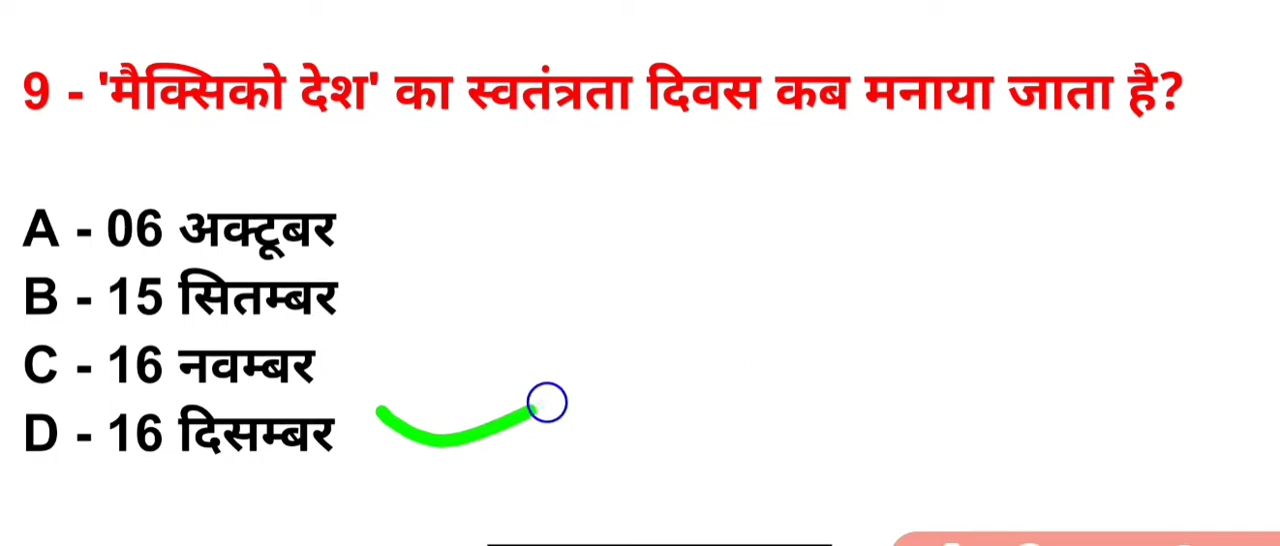 9 - 'मैक्सिको देश' का स्वतंत्रता दिवस कब मनाया जाता है?
A - 06 अक्टूबर
B - 15 सितम्बर
C - 16 नवम्बर
D - 16 दिसम्बर